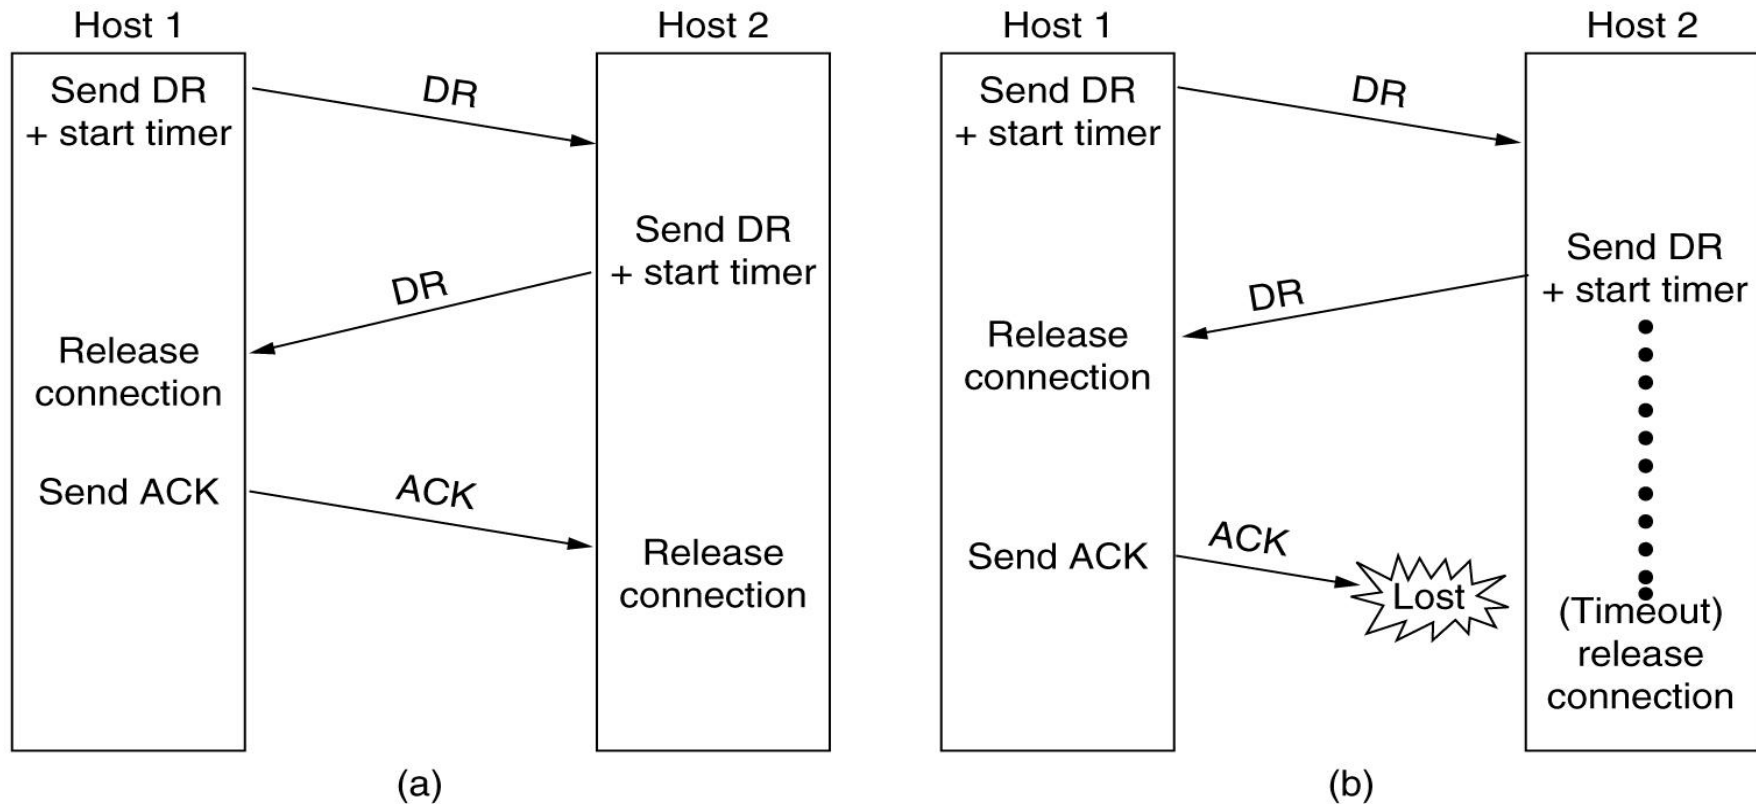 Host 1
Host 2
Send DR
+ start timer
DR
Send DR
+ start timer
DR
Release
connection
Send ACK
ACK
Release
connection
(a)
Host 1
Host 2
Send DR
+ start timer
DR
Send DR
+ start timer
DR
Release
connection
Send ACK
ACK
Lost
(Timeout)
release
connection
(b)